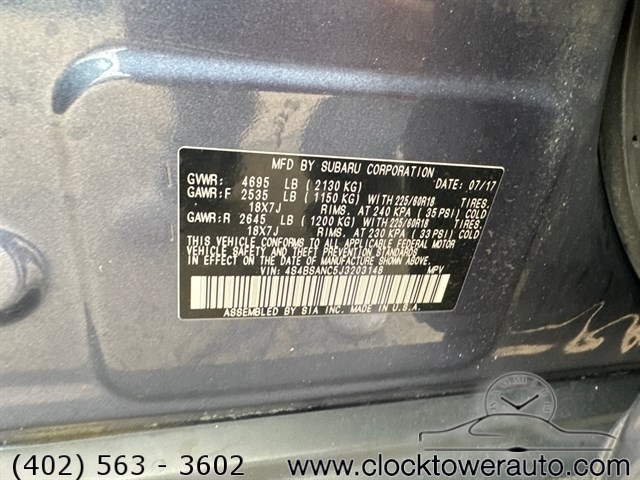 MFD BY SUBARU CORPORATION
GVWR: 4695 LB (2130 KG) DATE: 07/17
GAWR:F 2535 LB (1150 KG) WITH 225/60R18 TIRES.
18X7J RIMS. AT 240 KPA (35 PSI) COLD
GAWR:R 2645 LB (1200 KG) WITH 225/60R18 TIRES.
18X7J RIMS. AT 230 KPA (33 PSI) COLD
THIS VEHICLE CONFORMS TO ALL APPLICABLE FEDERAL MOTOR
VEHICLE SAFETY AND BUMPER STANDARDS
IN EFFECT ON THE DATE OF MANUFACTURE SHOWN ABOVE.
VIN: 4S4BSANC5J3203148 MPV
ASSEMBLED BY SIA INC. MADE IN U.S.A.
(402) 563 - 3602 www.clocktowerauto.com